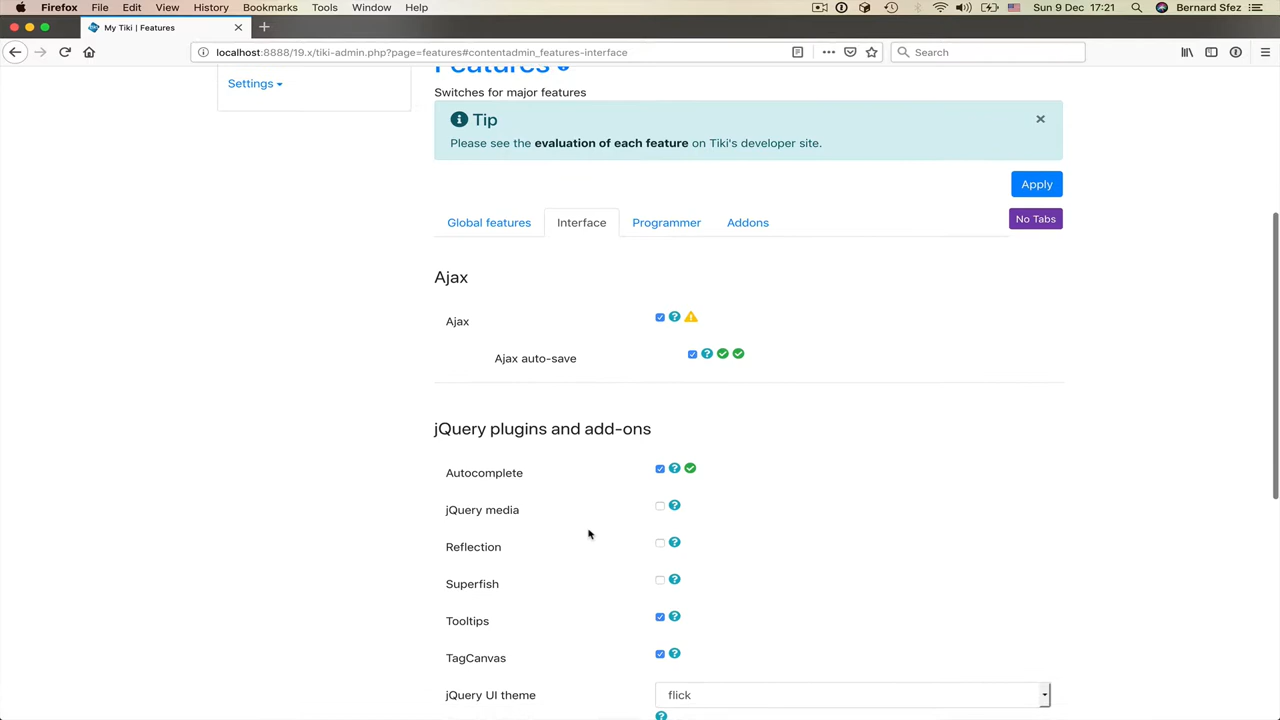 Firefox File Edit View History Bookmarks Tools Window Help Sun 9 Dec 17:21 Bernard Sfez
My Tiki | Features
localhost:8888/19.x/tiki-admin.php?page=features#contentadmin_features-interface Search
Settings
Features
Switches for major features
Tip
Please see the evaluation of each feature on Tiki's developer site.
Apply
Global features Interface Programmer Addons No Tabs
Ajax
Ajax
Ajax auto-save
jQuery plugins and add-ons
Autocomplete
jQuery media
Reflection
Superfish
Tooltips
TagCanvas
jQuery UI theme flick